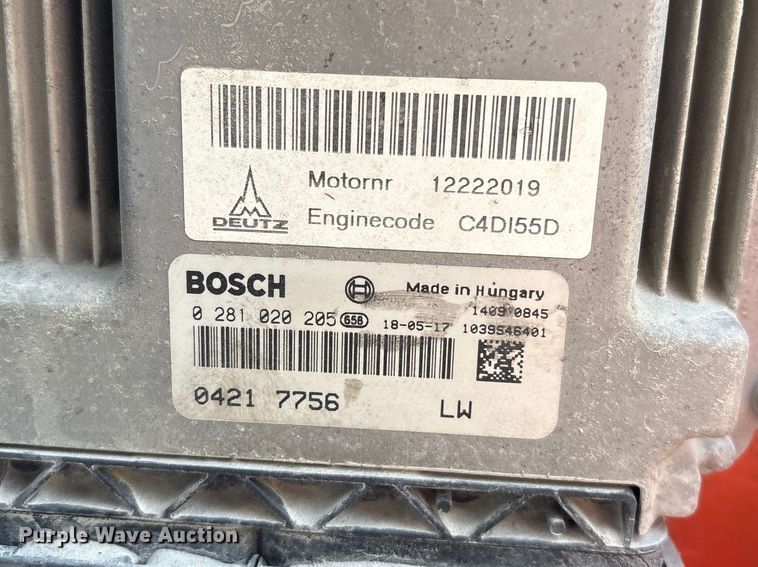 Motornr 12222019
DEUTZ Enginecode C4DI55D
BOSCH Made in Hungary
1409 0845
0 281 020 205 658 18-05-17 1039S46401
0421 7756 LW
Purple Wave Auction